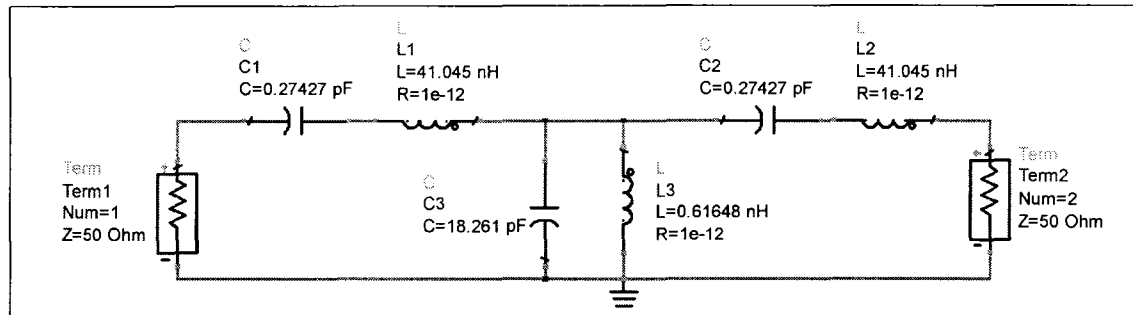 C
C1
C=0.27427 pF
L
L1
L=41.045 nH
R=1e-12
C
C2
C=0.27427 pF
L
L2
L=41.045 nH
R=1e-12
Term
Term1
Num=1
Z=50 Ohm
C
C3
C=18.261 pF
L
L3
L=0.61648 nH
R=1e-12
Term
Term2
Num=2
Z=50 Ohm